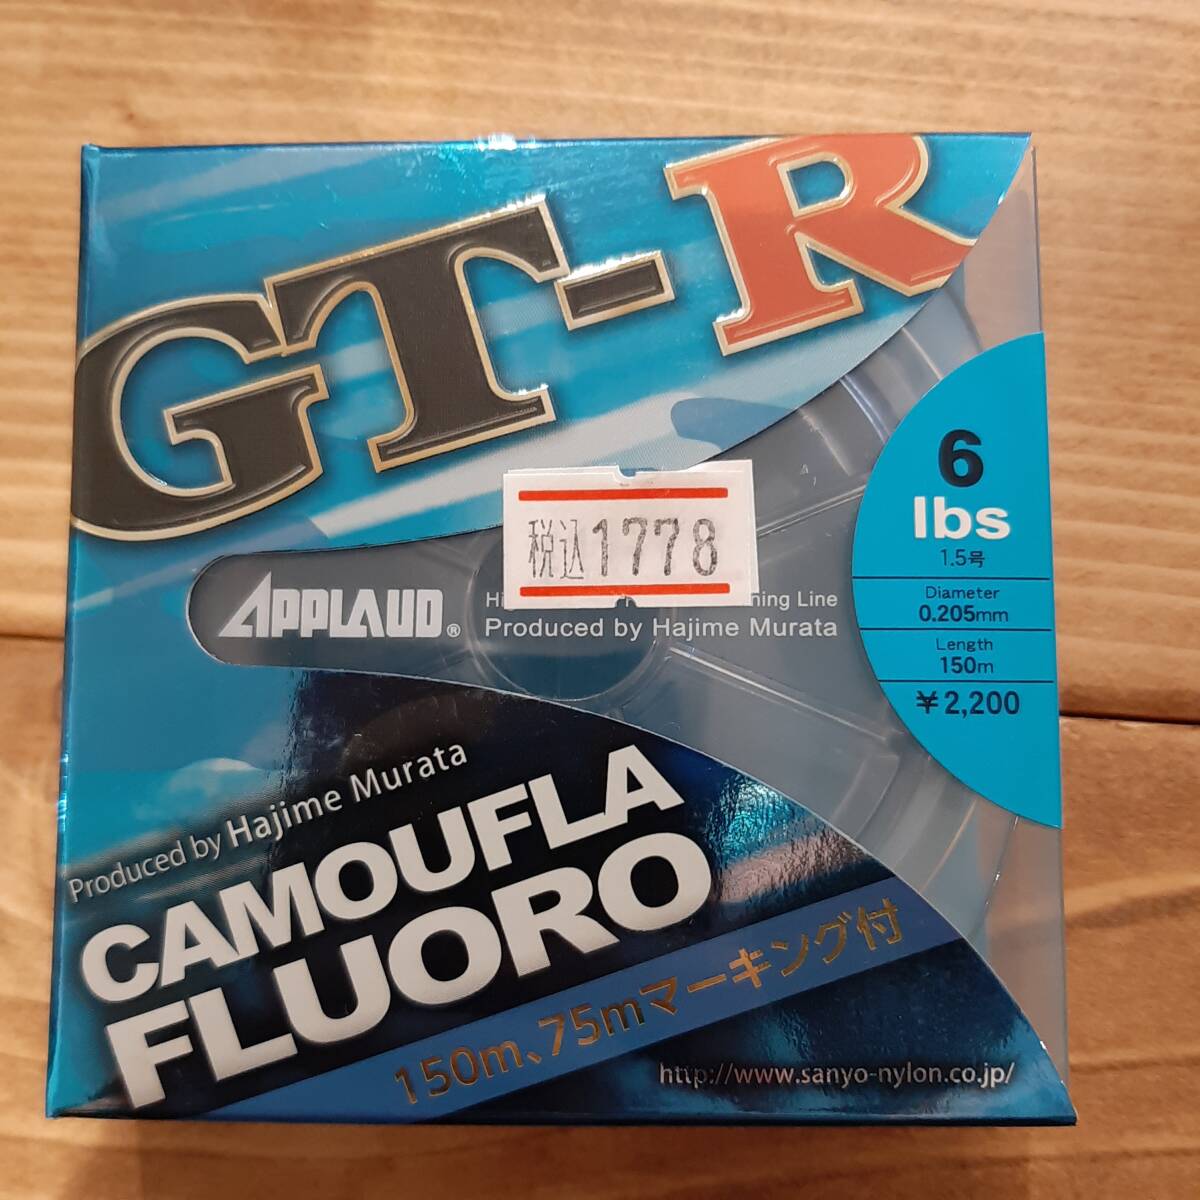 GT-R
6
lbs
1.5号
Diameter
0.205mm
Length
150m
¥2,200
税込1778
APPLAUD®
ing Line
Produced by Hajime Murata
Produced by Hajime Murata
CAMOUFLA
FLUORO
150m、75mマーキング付
http://www.sanyo-nylon.co.jp/